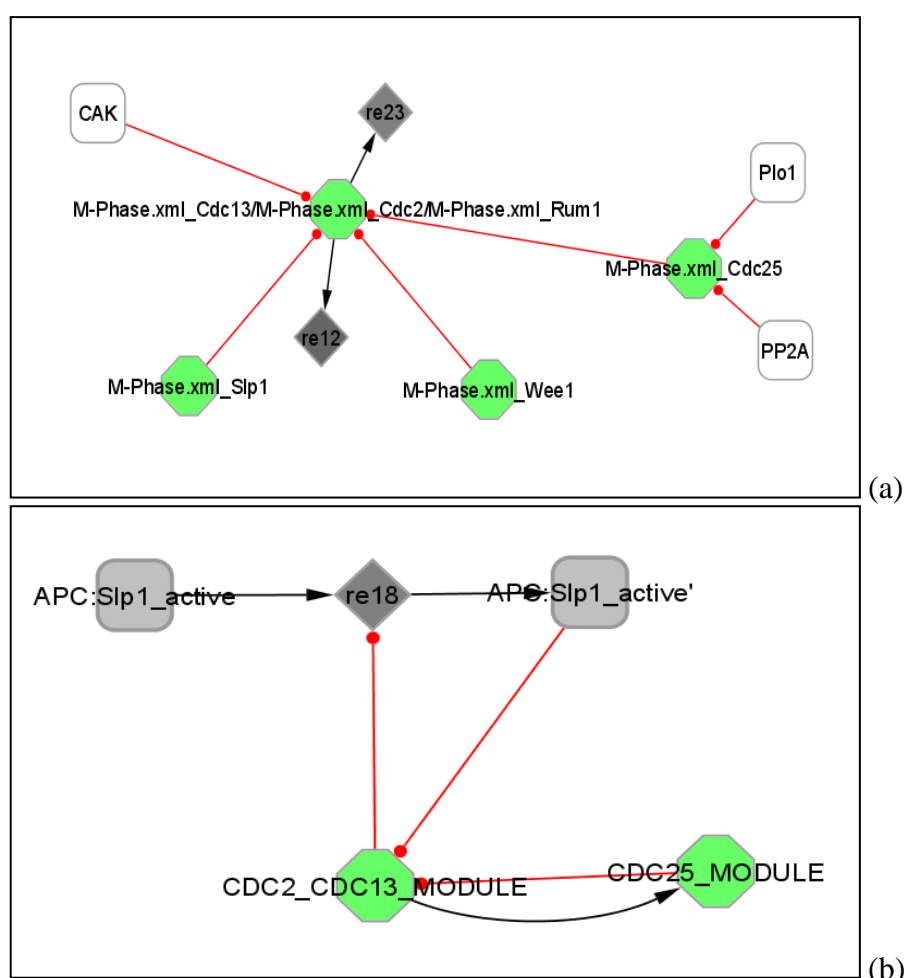 CAK
re23
Plo1
M-Phase.xml_Cdc13/M-Phase.xml_Cdc2/M-Phase.xml_Rum1
M-Phase.xml_Cdc25
re12
PP2A
M-Phase.xml_Slp1
M-Phase.xml_Wee1
(a)
APC:Slp1_active
re18
APC:Slp1_active'
CDC2_CDC13_MODULE
CDC25_MODULE
(b)